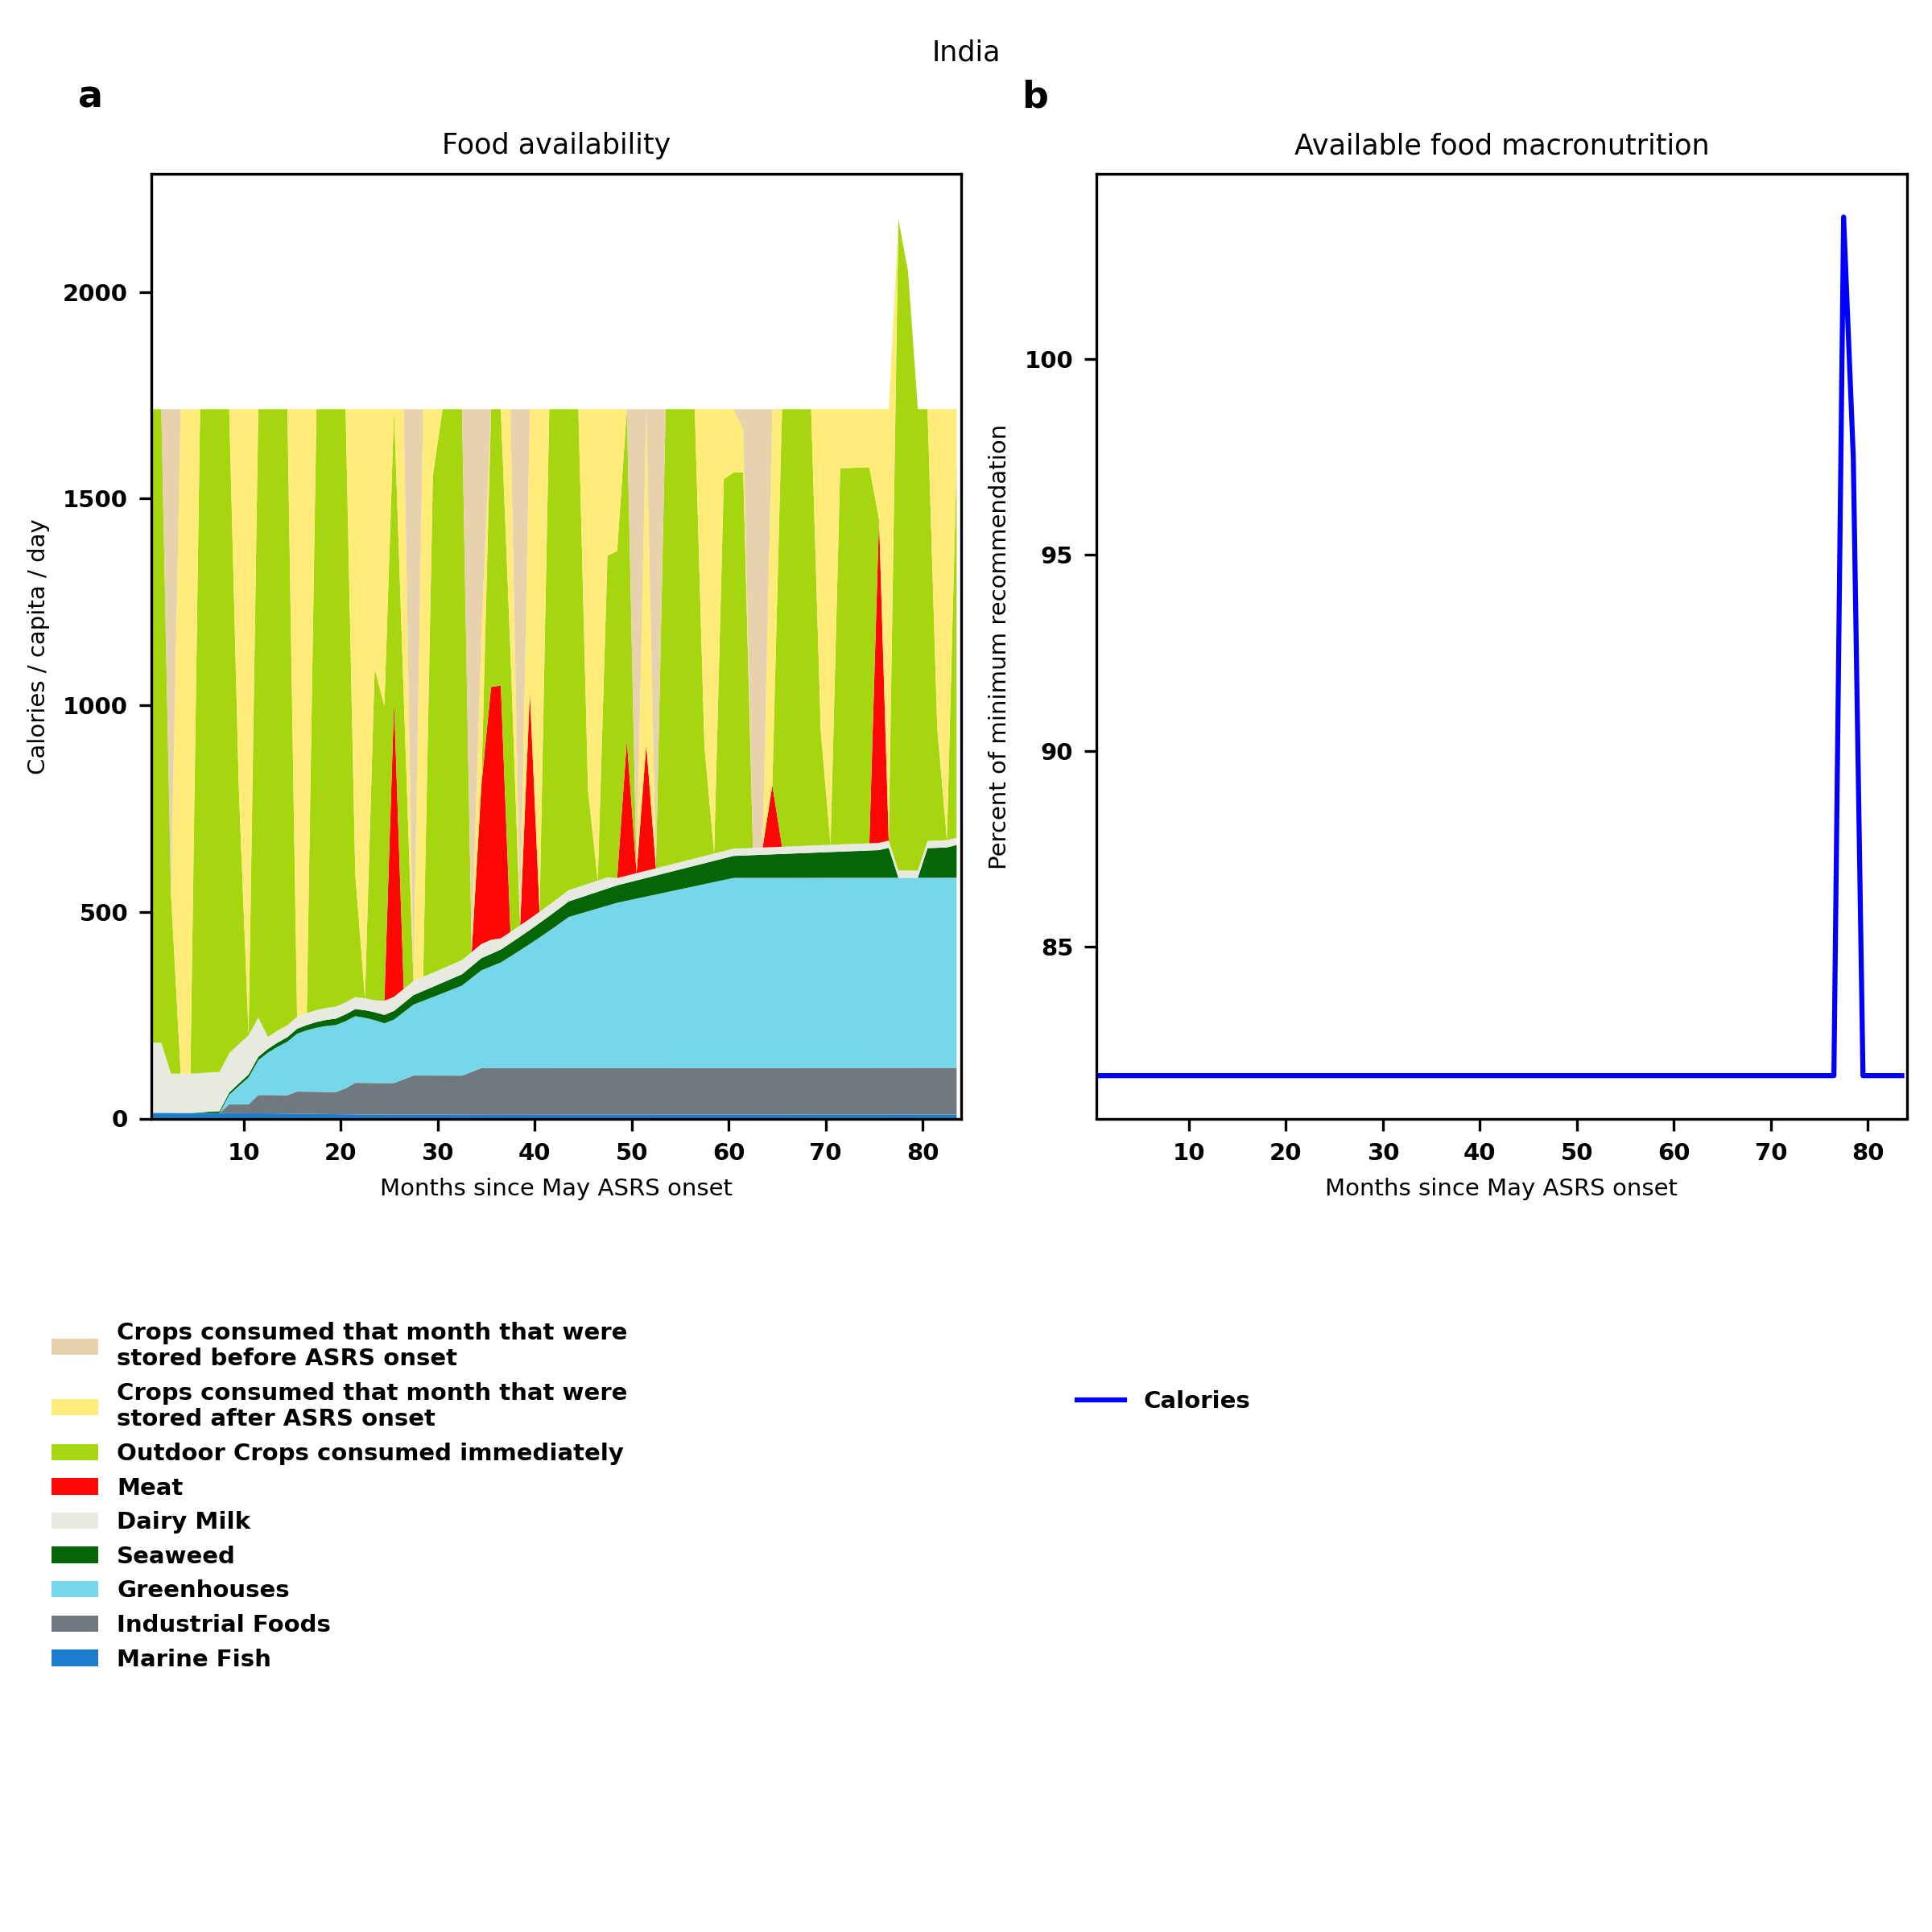 India
a
Food availability
Calories / capita / day
2000
1500
1000
500
0
10 20 30 40 50 60 70 80
Months since May ASRS onset
b
Available food macronutrition
Percent of minimum recommendation
100
95
90
85
10 20 30 40 50 60 70 80
Months since May ASRS onset
Crops consumed that month that were
stored before ASRS onset
Crops consumed that month that were
stored after ASRS onset
Outdoor Crops consumed immediately
Meat
Dairy Milk
Seaweed
Greenhouses
Industrial Foods
Marine Fish
Calories